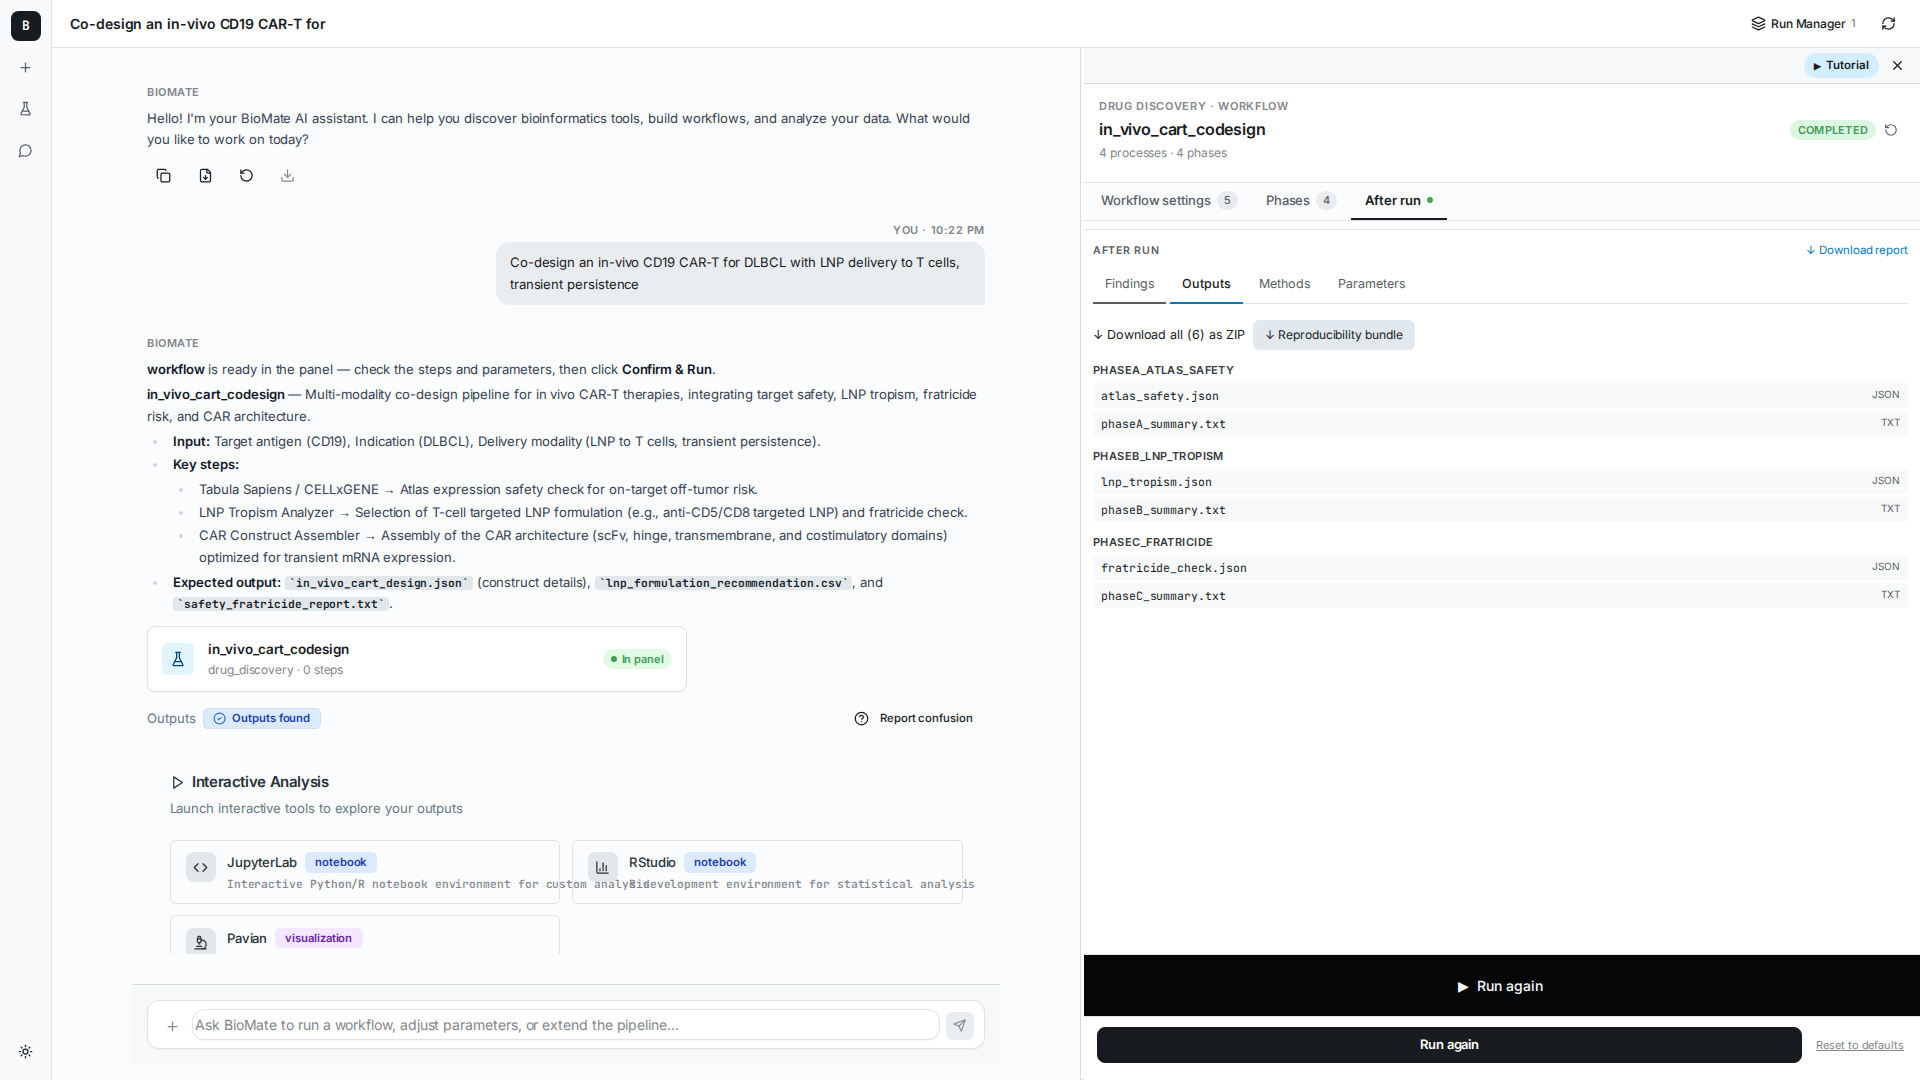 B
Co-design an in-vivo CD19 CAR-T for
Run Manager 1
BIOMATE
Hello! I'm your BioMate AI assistant. I can help you discover bioinformatics tools, build workflows, and analyze your data. What would
you like to work on today?
YOU · 10:22 PM
Co-design an in-vivo CD19 CAR-T for DLBCL with LNP delivery to T cells,
transient persistence
BIOMATE
workflow is ready in the panel — check the steps and parameters, then click Confirm & Run.
in_vivo_cart_codesign — Multi-modality co-design pipeline for in vivo CAR-T therapies, integrating target safety, LNP tropism, fratricide
risk, and CAR architecture.
Input: Target antigen (CD19), Indication (DLBCL), Delivery modality (LNP to T cells, transient persistence).
Key steps:
Tabula Sapiens / CELLxGENE → Atlas expression safety check for on-target off-tumor risk.
LNP Tropism Analyzer → Selection of T-cell targeted LNP formulation (e.g., anti-CD5/CD8 targeted LNP) and fratricide check.
CAR Construct Assembler → Assembly of the CAR architecture (scFv, hinge, transmembrane, and costimulatory domains)
optimized for transient mRNA expression.
Expected output: `in_vivo_cart_design.json` (construct details), `lnp_formulation_recommendation.csv`, and
`safety_fratricide_report.txt`.
in_vivo_cart_codesign
drug_discovery · 0 steps
In panel
Outputs Outputs found
Report confusion
Interactive Analysis
Launch interactive tools to explore your outputs
JupyterLab notebook
Interactive Python/R notebook environment for custom analysis
RStudio notebook
R development environment for statistical analysis
Pavian visualization
Ask BioMate to run a workflow, adjust parameters, or extend the pipeline...
▶ Tutorial
DRUG DISCOVERY · WORKFLOW
in_vivo_cart_codesign
COMPLETED
4 processes · 4 phases
Workflow settings 5 Phases 4 After run
AFTER RUN
↓ Download report
Findings Outputs Methods Parameters
↓ Download all (6) as ZIP ↓ Reproducibility bundle
PHASEA_ATLAS_SAFETY
atlas_safety.json JSON
phaseA_summary.txt TXT
PHASEB_LNP_TROPISM
lnp_tropism.json JSON
phaseB_summary.txt TXT
PHASEC_FRATRICIDE
fratricide_check.json JSON
phaseC_summary.txt TXT
▶ Run again
Run again
Reset to defaults